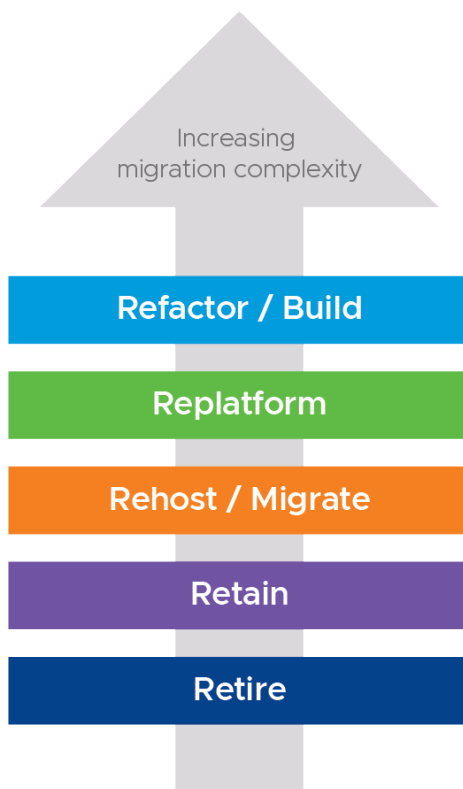 Increasing
migration complexity
Refactor / Build
Replatform
Rehost / Migrate
Retain
Retire